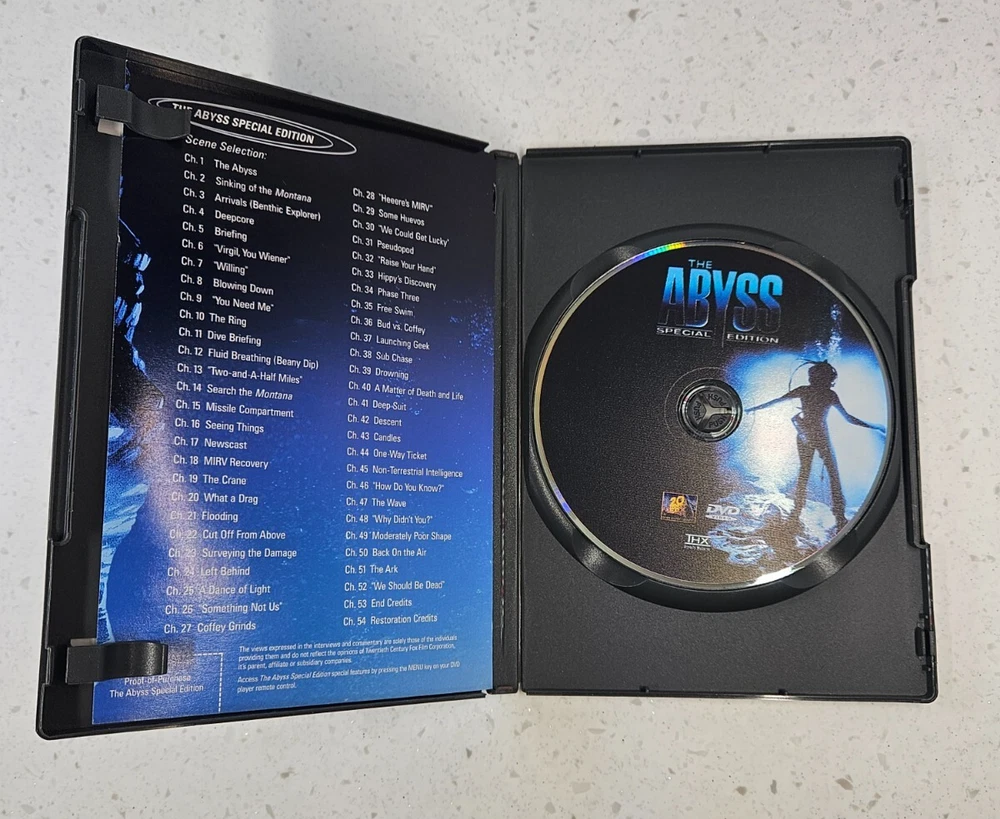 THE ABYSS SPECIAL EDITION
Scene Selection:
Ch. 1 The Abyss
Ch. 2 Sinking of the Montana
Ch. 3 Arrivals (Benthic Explorer)
Ch. 4 Deepcore
Ch. 5 Briefing
Ch. 6 "Virgil, You Wiener"
Ch. 7 "Willing"
Ch. 8 Blowing Down
Ch. 9 "You Need Me"
Ch. 10 The Ring
Ch. 11 Dive Briefing
Ch. 12 Fluid Breathing (Beany Dip)
Ch. 13 "Two-and-A-Half Miles"
Ch. 14 Search the Montana
Ch. 15 Missile Compartment
Ch. 16 Seeing Things
Ch. 17 Newscast
Ch. 18 MIRV Recovery
Ch. 19 The Crane
Ch. 20 What a Drag
Ch. 21 Flooding
Ch. 22 Cut Off From Above
Ch. 23 Surveying the Damage
Ch. 24 Left Behind
Ch. 25 A Dance of Light
Ch. 26 "Something Not Us"
Ch. 27 Coffey Grinds
Ch. 28 "Heeere's MIRV"
Ch. 29 Some Huevos
Ch. 30 "We Could Get Lucky"
Ch. 31 Pseudopod
Ch. 32 "Raise Your Hand"
Ch. 33 Hippy's Discovery
Ch. 34 Phase Three
Ch. 35 Free Swim
Ch. 36 Bud vs. Coffey
Ch. 37 Launching Geek
Ch. 38 Sub Chase
Ch. 39 Drowning
Ch. 40 A Matter of Death and Life
Ch. 41 Deep-Suit
Ch. 42 Descent
Ch. 43 Candles
Ch. 44 One-Way Ticket
Ch. 45 Non-Terrestrial Intelligence
Ch. 46 "How Do You Know?"
Ch. 47 The Wave
Ch. 48 "Why Didn't You?"
Ch. 49 Moderately Poor Shape
Ch. 50 Back On the Air
Ch. 51 The Ark
Ch. 52 "We Should Be Dead"
Ch. 53 End Credits
Ch. 54 Restoration Credits
The views expressed in the interviews and commentary are solely those of the individuals
providing them and do not reflect the opinions of Twentieth Century Fox Film Corporation,
it's parent, affiliate or subsidiary companies.
Access The Abyss Special Edition special features by pressing the MENU key on your DVD
player remote control.
Proof-of-Purchase
The Abyss Special Edition
THE
ABYSS
SPECIAL EDITION
PUSH
20
FOX
DVD
THX